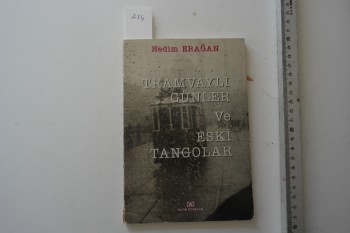 Nedim ERAĞAN
TRAMVAYLI
GÜNLER
ve
ESKİ
TANGOLAR